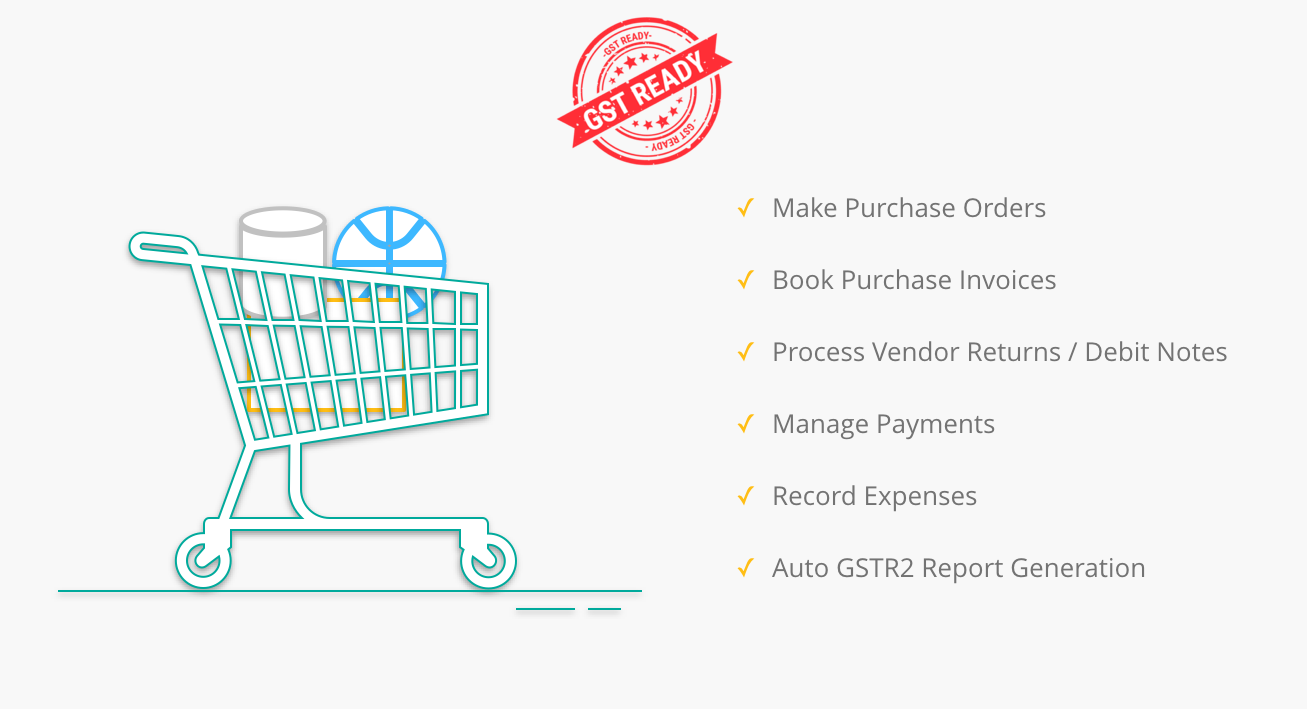 -GST READY-
-GST READY-
- GST READY -
Make Purchase Orders
Book Purchase Invoices
Process Vendor Returns / Debit Notes
Manage Payments
Record Expenses
Auto GSTR2 Report Generation